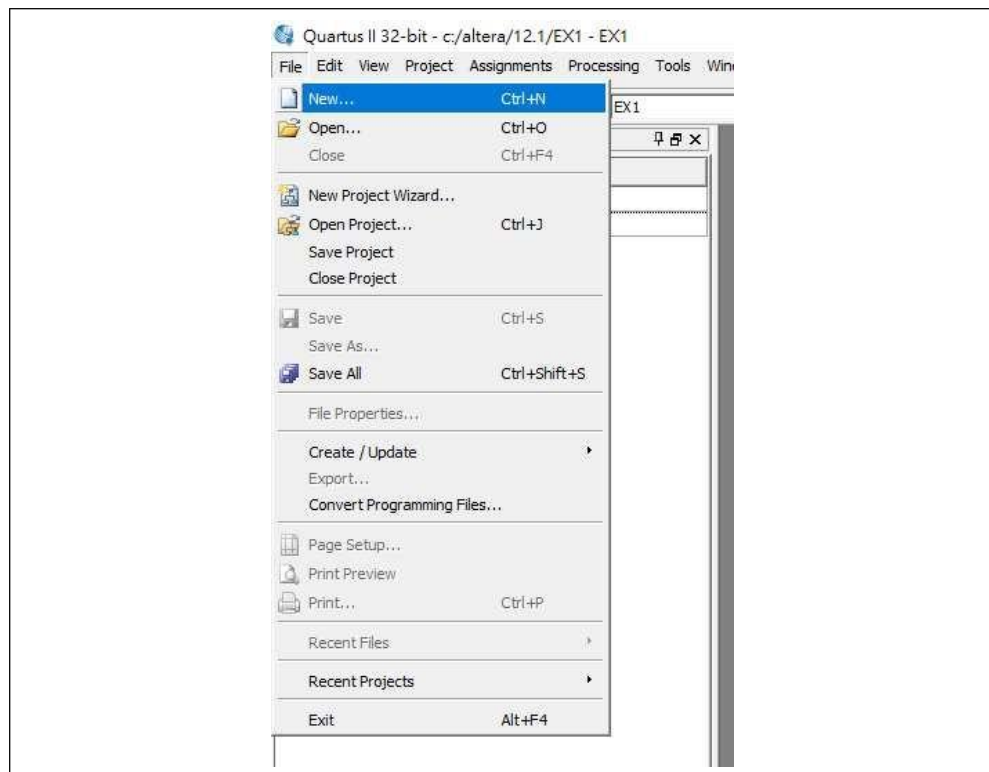 Quartus II 32-bit - c:/altera/12.1/EX1 - EX1
File Edit View Project Assignments Processing Tools
New... Ctrl+N
EX1
Open... Ctrl+O
Close Ctrl+F4
New Project Wizard...
Open Project... Ctrl+J
Save Project
Close Project
Save Ctrl+S
Save As...
Save All Ctrl+Shift+S
File Properties...
Create / Update
Export...
Convert Programming Files...
Page Setup...
Print Preview
Print... Ctrl+P
Recent Files
Recent Projects
Exit Alt+F4